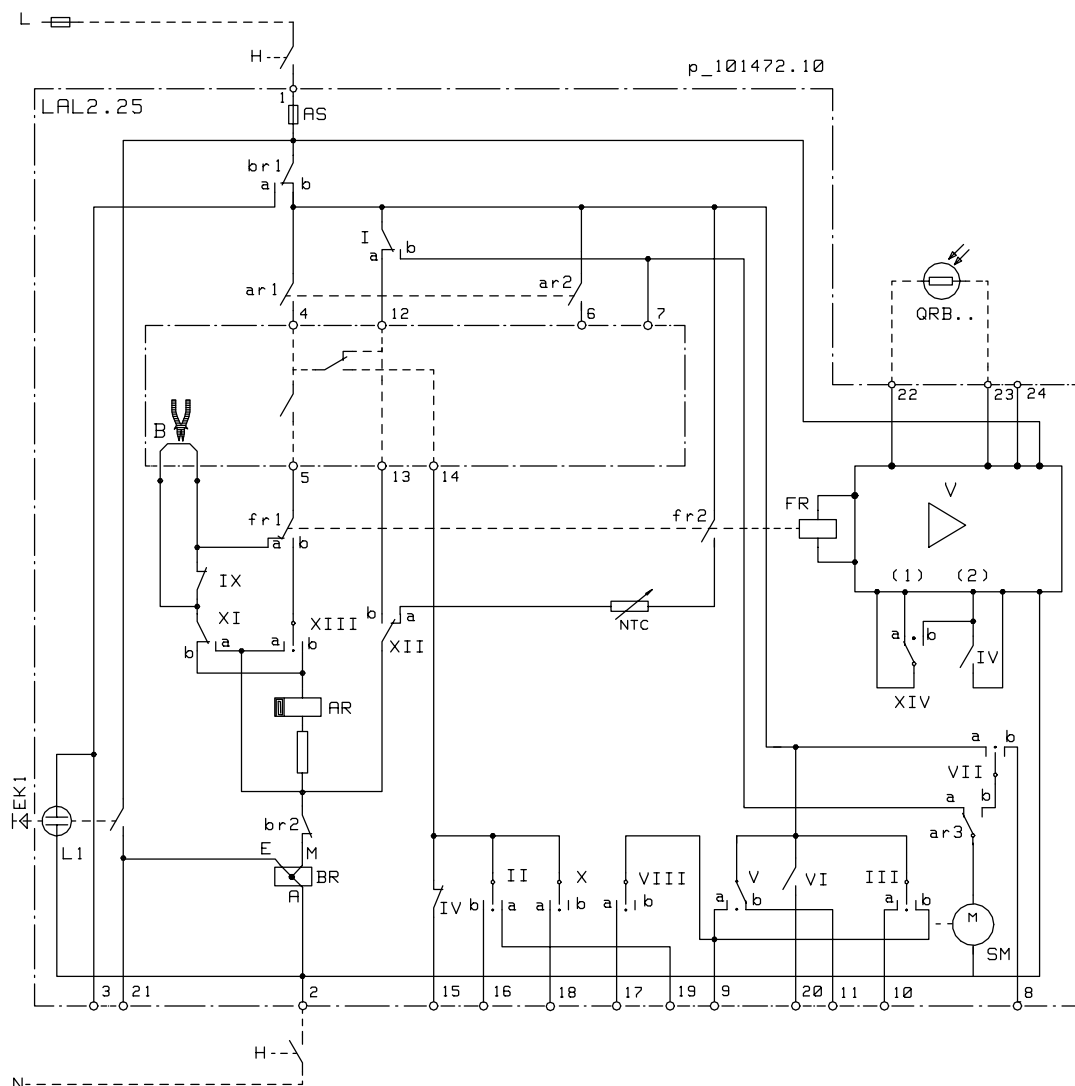 L
H
p_101472.10
1
LAL2.25
AS
br1
a b
I
a b
ar1
ar2
4 12 6 7
QRB..
22 23 24
B
5 13 14
V
fr1
a b
fr2
FR
IX
(1) (2)
XI
a
b
a XIII
b
b a
XII
NTC
a b
IV
XIV
AR
a b
VII
EK1
L1
br2
E M
BR
A
a b
ar3
IV
II
b a
X
a b
VIII
a b
V
a b
VI
III
a b
M
SM
3 21 2 15 16 18 17 19 9 20 11 10 8
H
N